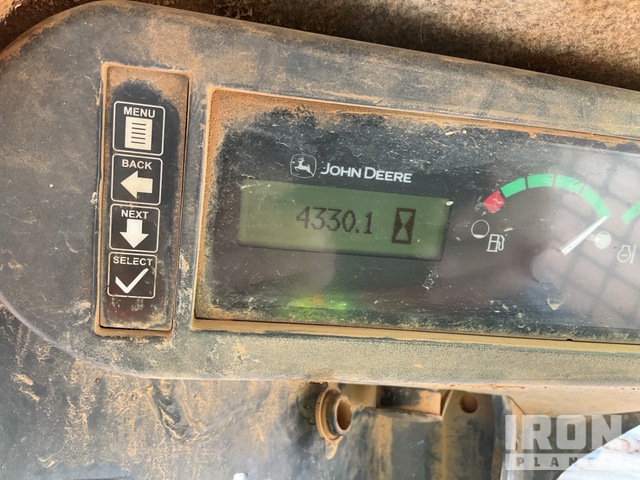 MENU
BACK
NEXT
SELECT
JOHN DEERE
4330.1
IRON
PLANET